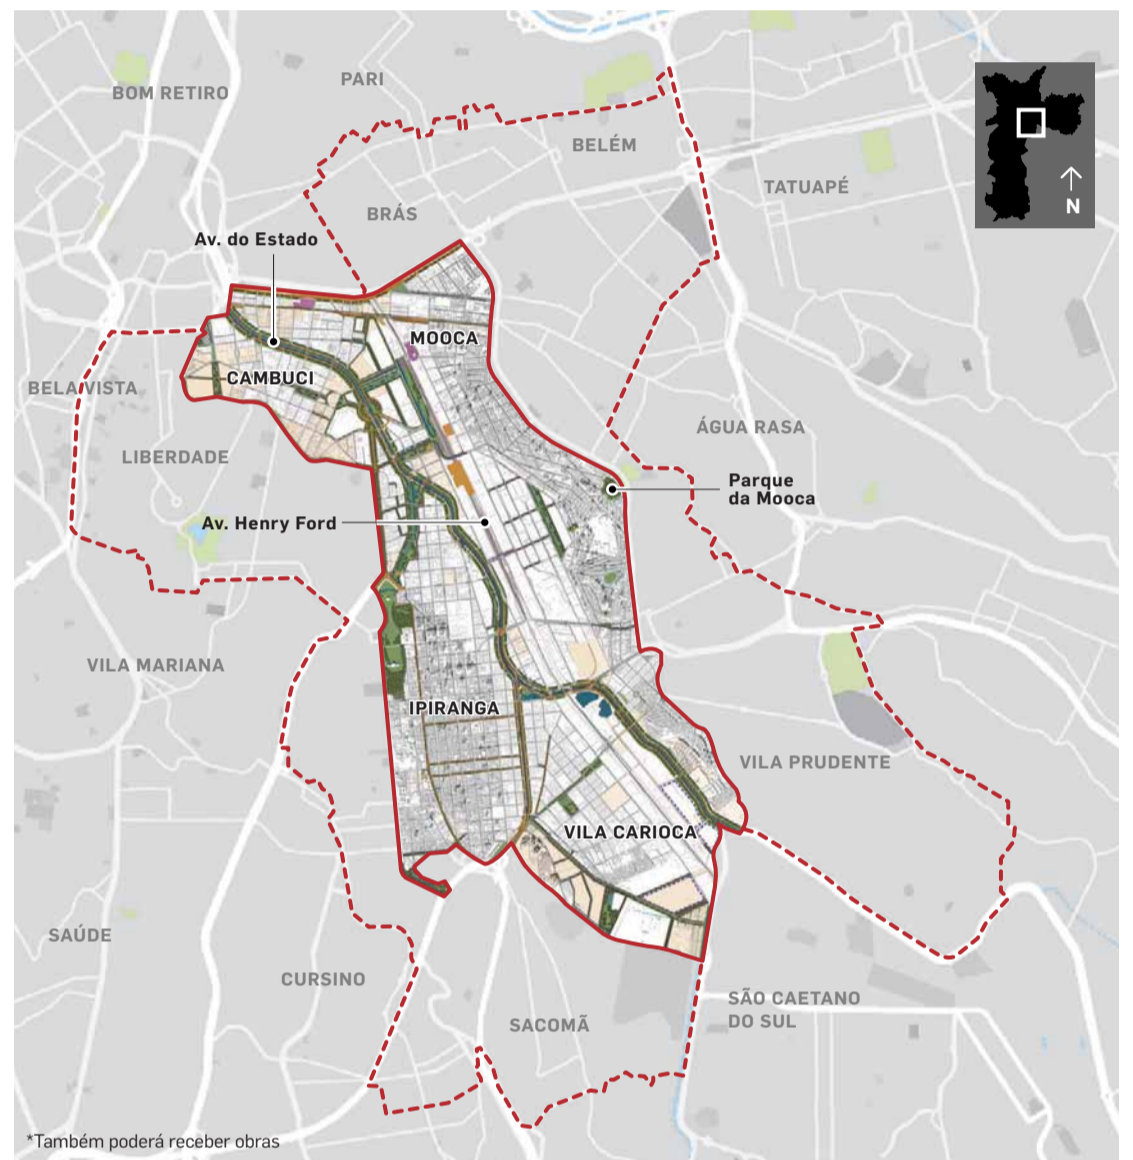 PARI
BOM RETIRO
BELÉM
TATUAPÉ
N
BRÁS
Av. do Estado
MOOCA
CAMBUCI
BELA VISTA
ÁGUA RASA
LIBERDADE
Parque
da Mooca
Av. Henry Ford
VILA MARIANA
IPIRANGA
VILA PRUDENTE
VILA CARIOCA
SAÚDE
CURSINO
SÃO CAETANO
DO SUL
SACOMÃ
*Também poderá receber obras